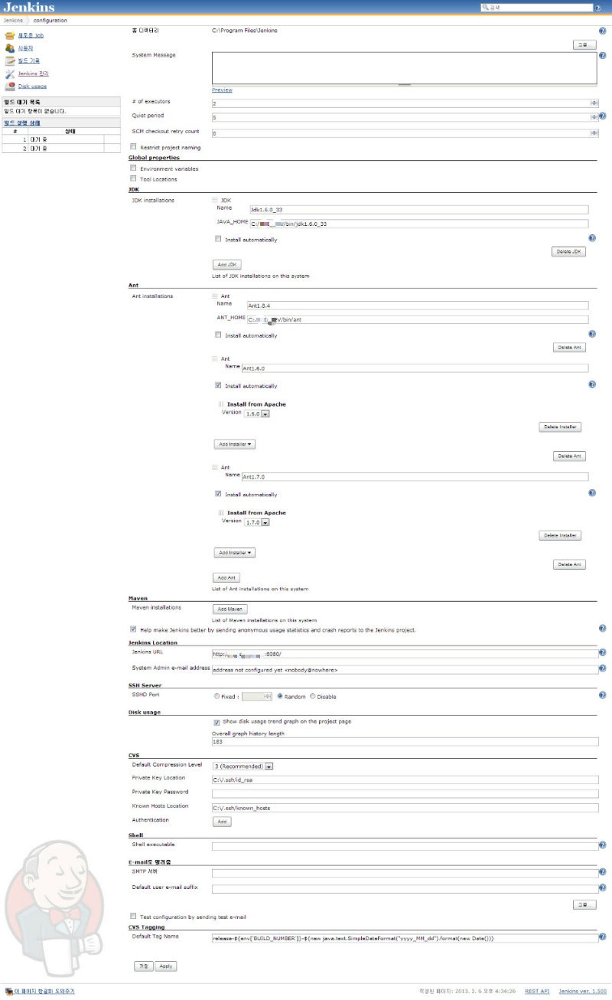 Jenkins
검색
Jenkins configuration
새로운 Job
사용자
빌드 기록
Jenkins 관리
Disk usage
빌드 대기 목록
빌드 대기 항목이 없습니다.
빌드 실행 상태
# 상태
1 대기 중
2 대기 중
홈 디렉터리 C:\Program Files\Jenkins
고급...
System Message
Preview
# of executors 2
Quiet period 5
SCM checkout retry count 0
Restrict project naming
Global properties
Environment variables
Tool Locations
JDK
JDK installations JDK
Name Jdk1.6.0_33
JAVA_HOME C:/ V/bin/jdk1.6.0_33
Install automatically
Delete JDK
Add JDK
List of JDK installations on this system
Ant
Ant installations Ant
Name Ant1.8.4
ANT_HOME C:. V/bin/ant
Install automatically
Delete Ant
Ant
Name Ant1.6.0
Install automatically
Install from Apache
Version 1.6.0
Delete Installer
Add Installer
Delete Ant
Ant
Name Ant1.7.0
Install automatically
Install from Apache
Version 1.7.0
Delete Installer
Add Installer
Delete Ant
Add Ant
List of Ant installations on this system
Maven
Maven installations Add Maven
List of Maven installations on this system
Help make Jenkins better by sending anonymous usage statistics and crash reports to the Jenkins project.
Jenkins Location
Jenkins URL http:/ :8080/
System Admin e-mail address address not configured yet <nobody@nowhere>
SSH Server
SSHD Port Fixed : Random Disable
Disk usage
Show disk usage trend graph on the project page
Overall graph history length
183
CVS
Default Compression Level 3 (Recommended)
Private Key Location C:\/.ssh/id_rsa
Private Key Password
Known Hosts Location C:\/.ssh/known_hosts
Authentication Add
Shell
Shell executable
E-mail로 알려줌
SMTP 서버
Default user e-mail suffix
고급...
Test configuration by sending test e-mail
CVS Tagging
Default Tag Name release-${env['BUILD_NUMBER']}-${new java.text.SimpleDateFormat("yyyy_MM_dd").format(new Date())}
저장 Apply
이 페이지 한글화 도와주기
작성된 페이지: 2013. 2. 6 오후 4:34:26 REST API Jenkins ver. 1.500